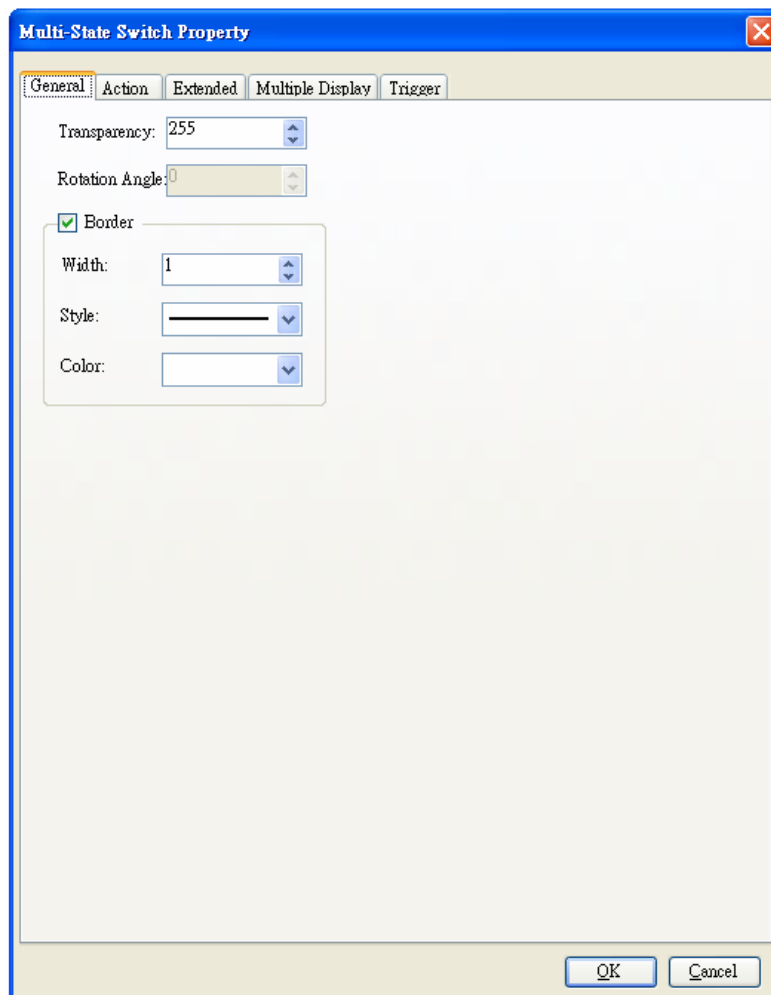 Multi-State Switch Property
General Action Extended Multiple Display Trigger
Transparency: 255
Rotation Angle: 0
Border
Width: 1
Style:
Color:
OK Cancel